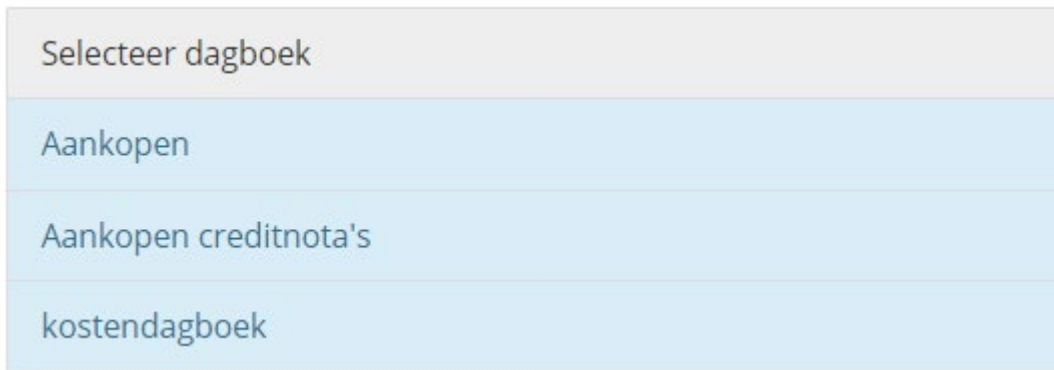 Selecteer dagboek
Aankopen
Aankopen creditnota's
kostendagboek